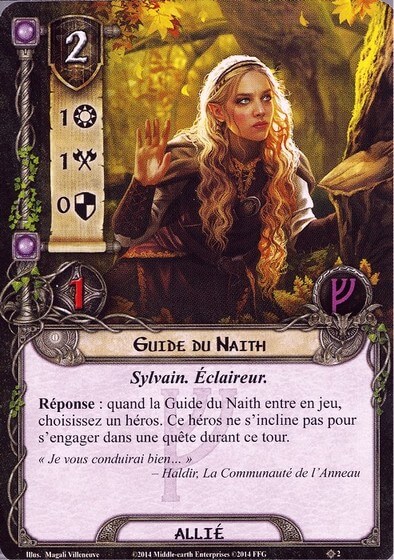 2
1
1
0
1
Guide du Naith
Sylvain. Éclaireur.
Réponse : quand la Guide du Naith entre en jeu,
choisissez un héros. Ce héros ne s'incline pas pour
s'engager dans une quête durant ce tour.
« Je vous conduirai bien... »
– Haldir, La Communauté de l'Anneau
Allié
Illus. Magali Villeneuve ©2014 Middle-earth Enterprises ©2014 FFG 2